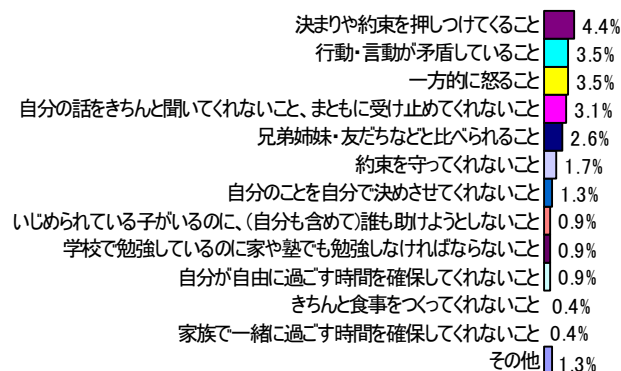 決まりや約束を押しつけてくること 4.4%
行動・言動が矛盾していること 3.5%
一方的に怒ること 3.5%
自分の話をきちんと聞いてくれないこと、まともに受け止めてくれないこと 3.1%
兄弟姉妹・友だちなどと比べられること 2.6%
約束を守ってくれないこと 1.7%
自分のことを自分で決めさせてくれないこと 1.3%
いじめられている子がいるのに、(自分も含めて)誰も助けようとしないこと 0.9%
学校で勉強しているのに家や塾でも勉強しなければならないこと 0.9%
自分が自由に過ごす時間を確保してくれないこと 0.9%
きちんと食事をつくってくれないこと 0.4%
家族で一緒に過ごす時間を確保してくれないこと 0.4%
その他 1.3%